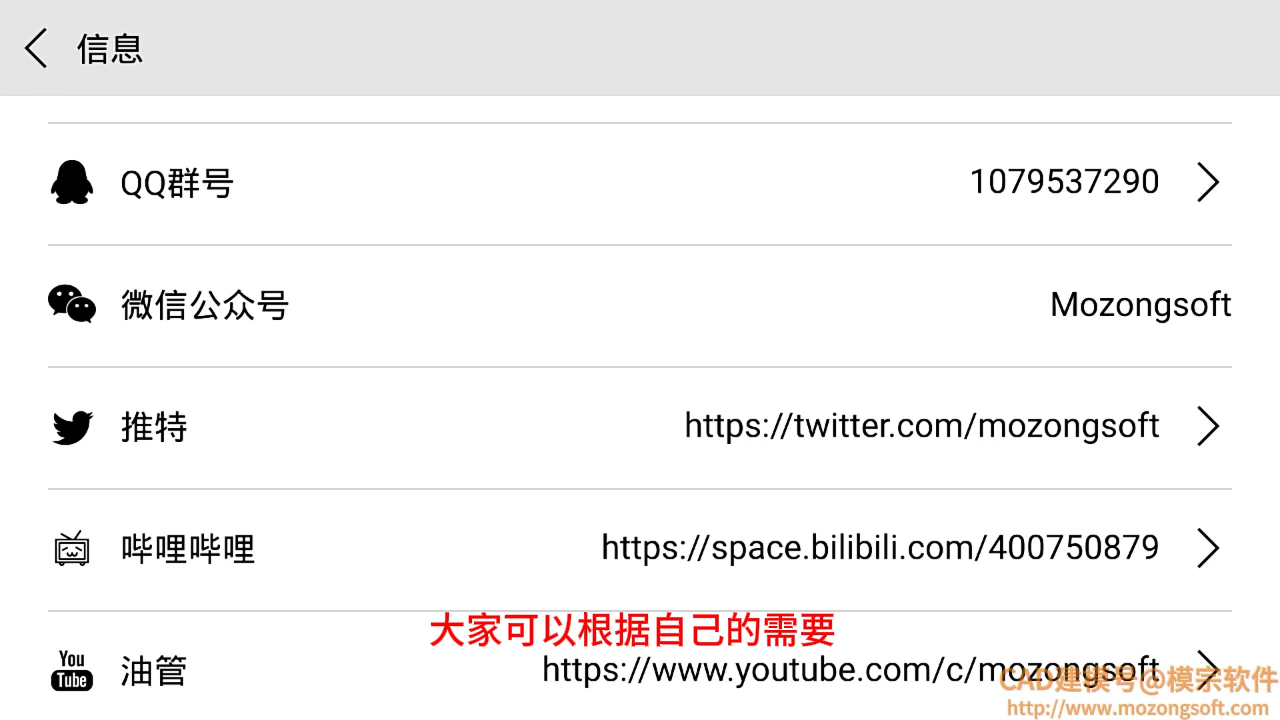 信息
QQ群号 1079537290
微信公众号 Mozongsoft
推特 https://twitter.com/mozongsoft
哔哩哔哩 https://space.bilibili.com/400750879
大家可以根据自己的需要
You Tube 油管 https://www.youtube.com/c/mozongsoft
CAD建模号@模宗软件
http://www.mozongsoft.com